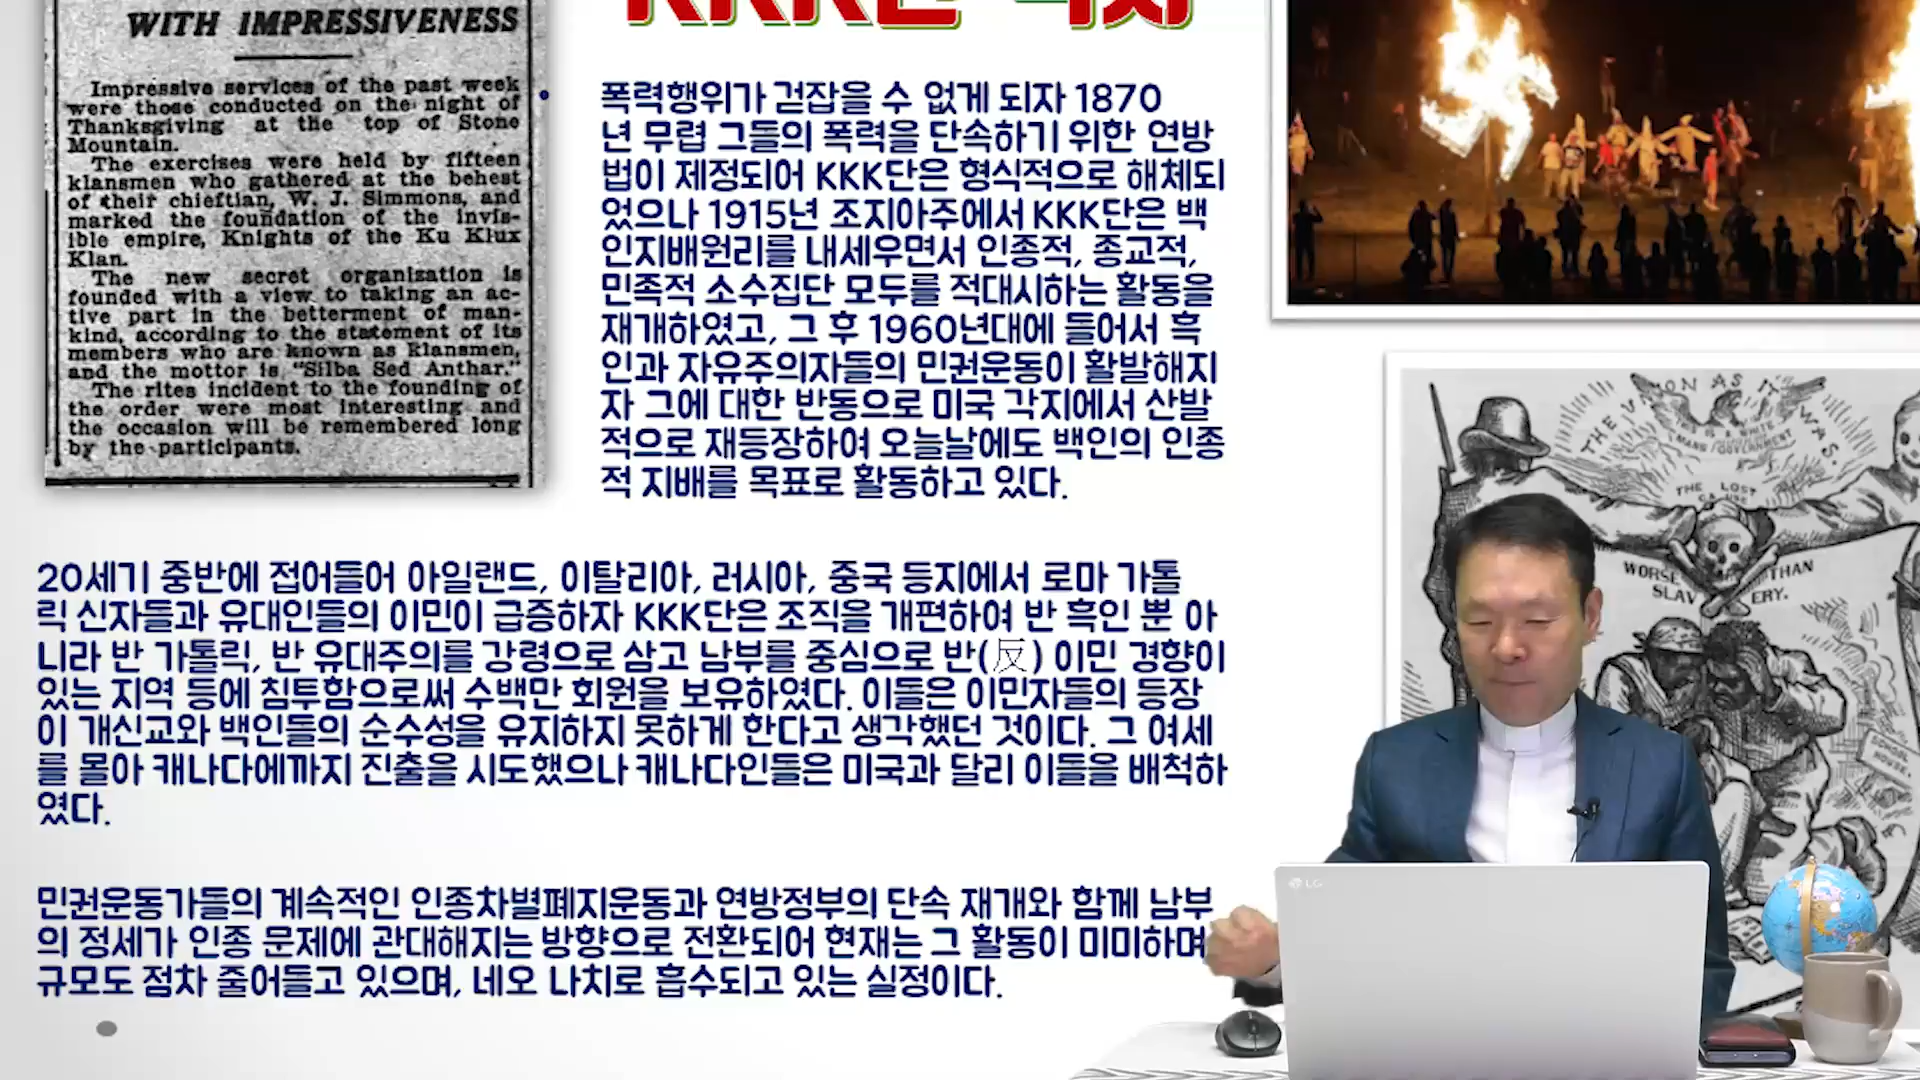 WITH IMPRESSIVENESS
Impressive services of the past week
were those conducted on the night of
Thanksgiving at the top of Stone
Mountain.
The exercises were held by fifteen
klansmen who gathered at the behest
of their chieftian, W. J. Simmons, and
marked the foundation of the invis-
ible empire, Knights of the Ku Klux
Klan.
The new secret organization is
founded with a view to taking an ac-
tive part in the betterment of man-
kind, according to the statement of its
members who are known as Klansmen,
and the mottor is "Silba Sed Anthar."
The rites incident to the founding of
the order were most interesting and
the occasion will be remembered long
by the participants.
폭력행위가 걷잡을 수 없게 되자 1870
년 무렵 그들의 폭력을 단속하기 위한 연방
법이 제정되어 KKK단은 형식적으로 해체되
었으나 1915년 조지아주에서 KKK단은 백
인지배원리를 내세우면서 인종적, 종교적,
민족적 소수집단 모두를 적대시하는 활동을
재개하였고, 그 후 1960년대에 들어서 흑
인과 자유주의자들의 민권운동이 활발해지
자 그에 대한 반동으로 미국 각지에서 산발
적으로 재등장하여 오늘날에도 백인의 인종
적 지배를 목표로 활동하고 있다.
20세기 중반에 접어들어 아일랜드, 이탈리아, 러시아, 중국 등지에서 로마 가톨
릭 신자들과 유대인들의 이민이 급증하자 KKK단은 조직을 개편하여 반 흑인 뿐 아
니라 반 가톨릭, 반 유대주의를 강령으로 삼고 남부를 중심으로 반(反) 이민 경향이
있는 지역 등에 침투함으로써 수백만 회원을 보유하였다. 이들은 이민자들의 등장
이 개신교와 백인들의 순수성을 유지하지 못하게 한다고 생각했던 것이다. 그 여세
를 몰아 캐나다에까지 진출을 시도했으나 캐나다인들은 미국과 달리 이들을 배척하
였다.
민권운동가들의 계속적인 인종차별폐지운동과 연방정부의 단속 재개와 함께 남부
의 정세가 인종 문제에 관대해지는 방향으로 전환되어 현재는 그 활동이 미미하며
규모도 점차 줄어들고 있으며, 네오 나치로 흡수되고 있는 실정이다.
THE UNION AS IT WAS
THIS IS A WHITE
MANS GOVERNMENT
THE LOST
CAUSE
WORSE THAN
SLAVERY.
SCHOOL
HOUSE.
LG